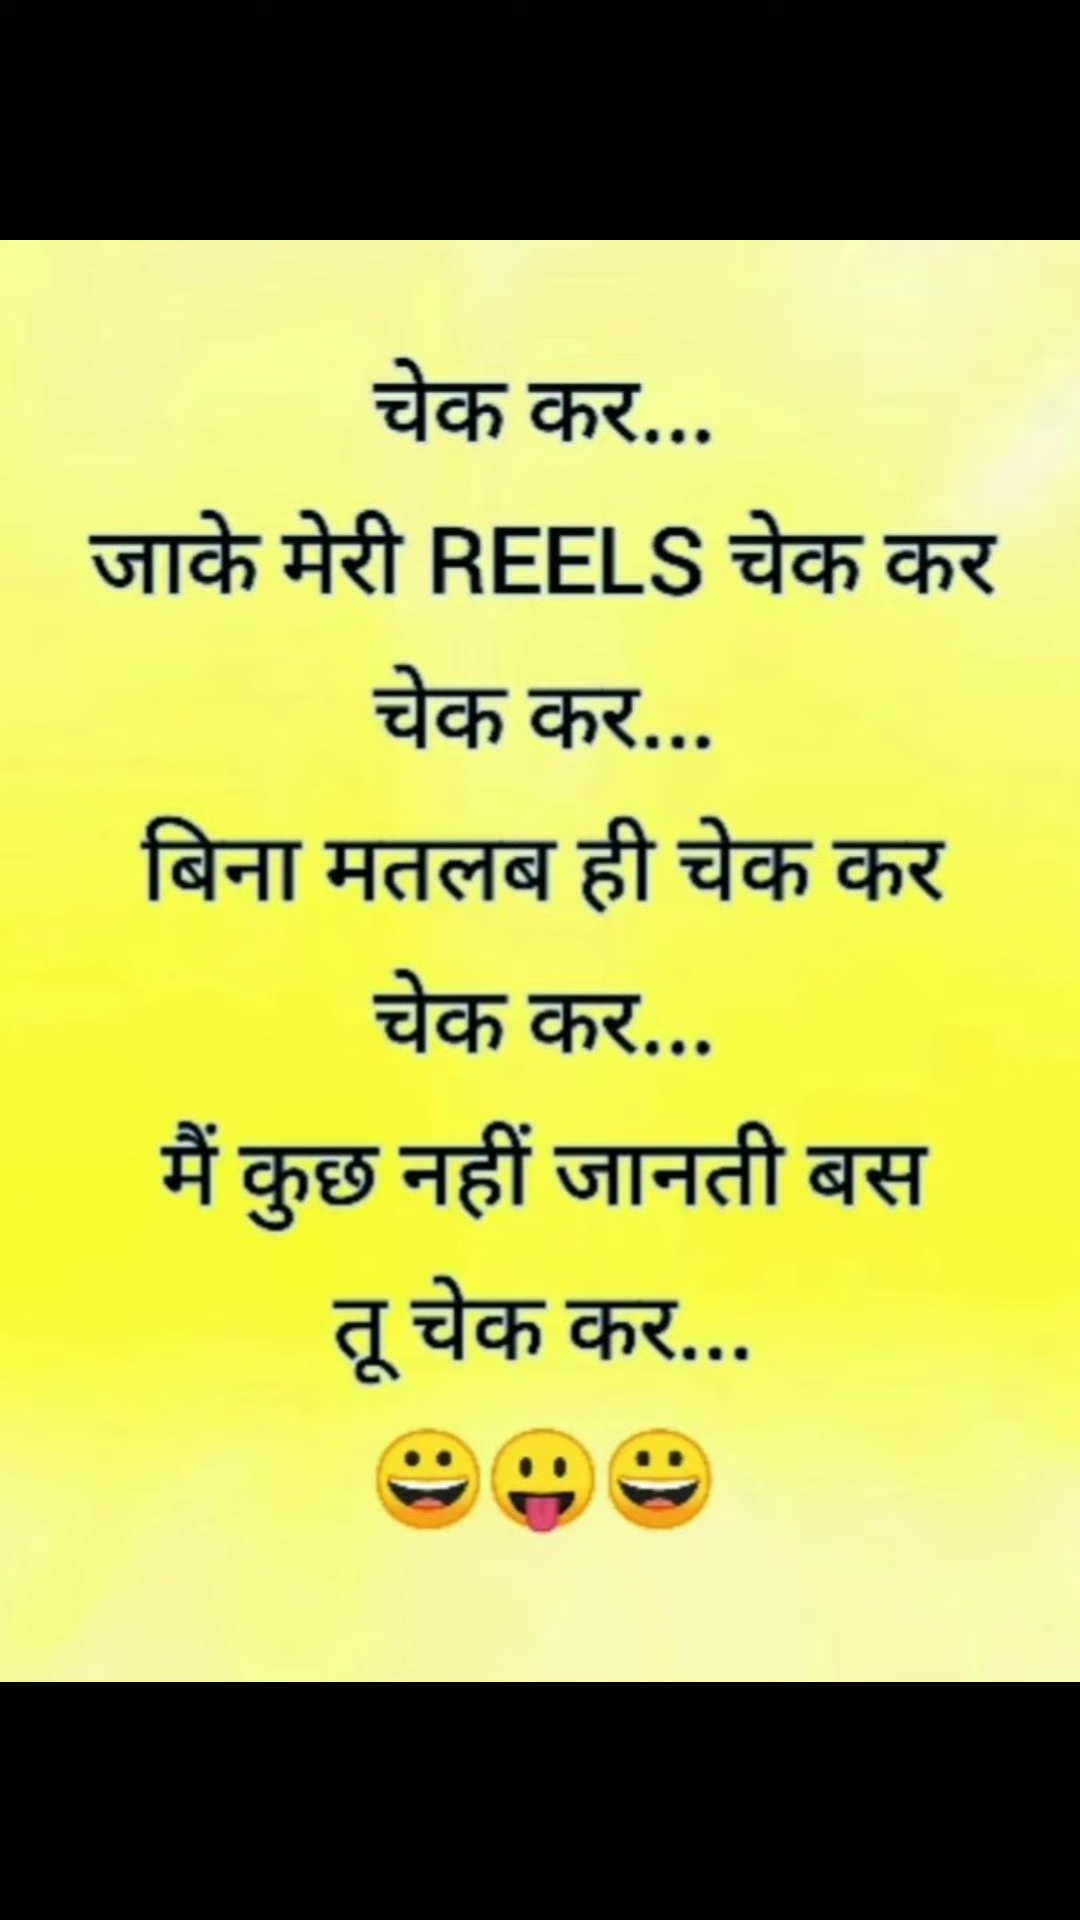 चेक कर...
जाके मेरी REELS चेक कर
चेक कर...
बिना मतलब ही चेक कर
चेक कर...
मैं कुछ नहीं जानती बस
तू चेक कर...
😀😛😀